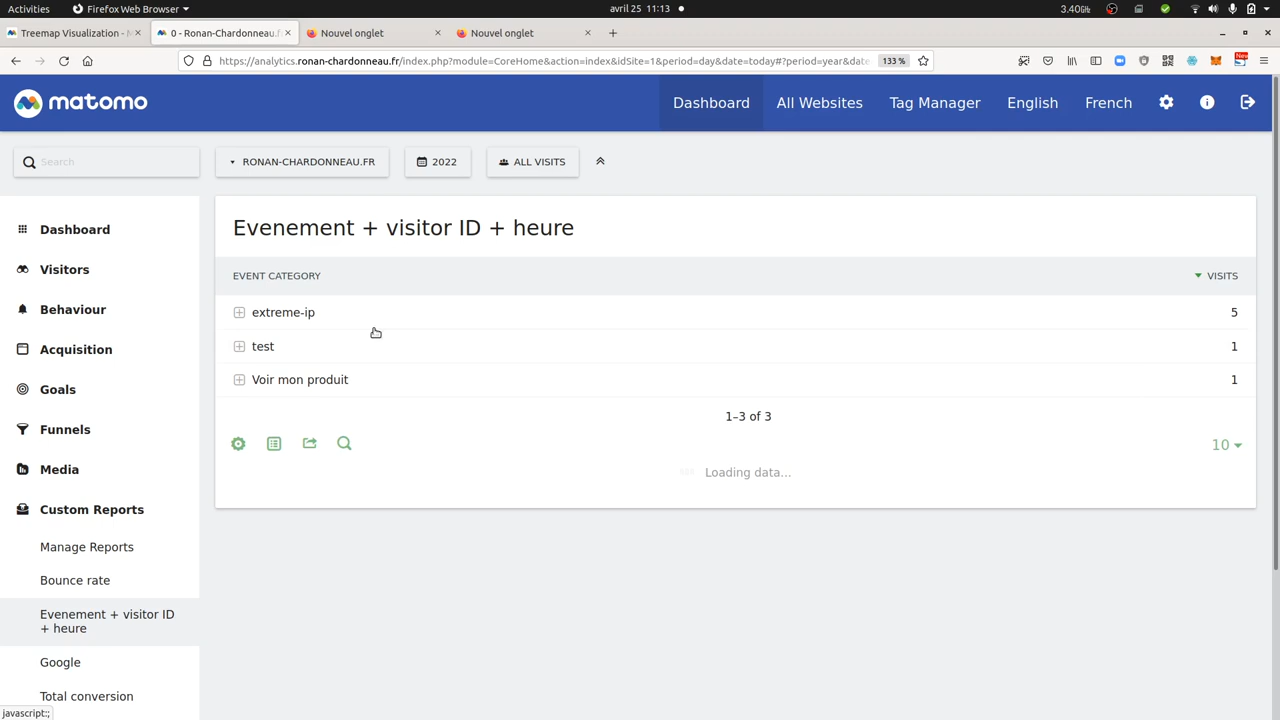 Activities
Firefox Web Browser
avril 25 11:13
3.40GHz
Treemap Visualization - M
0 - Ronan-Chardonneau.f
Nouvel onglet
Nouvel onglet
https://analytics.ronan-chardonneau.fr/index.php?module=CoreHome&action=index&idSite=1&period=day&date=today#?period=year&date
133 %
New
matomo
Dashboard
All Websites
Tag Manager
English
French
Search
RONAN-CHARDONNEAU.FR
2022
ALL VISITS
Dashboard
Visitors
Behaviour
Acquisition
Goals
Funnels
Media
Custom Reports
Manage Reports
Bounce rate
Evenement + visitor ID
+ heure
Google
Total conversion
Evenement + visitor ID + heure
EVENT CATEGORY
VISITS
extreme-ip
5
test
1
Voir mon produit
1
1–3 of 3
10
Loading data...
javascript:;